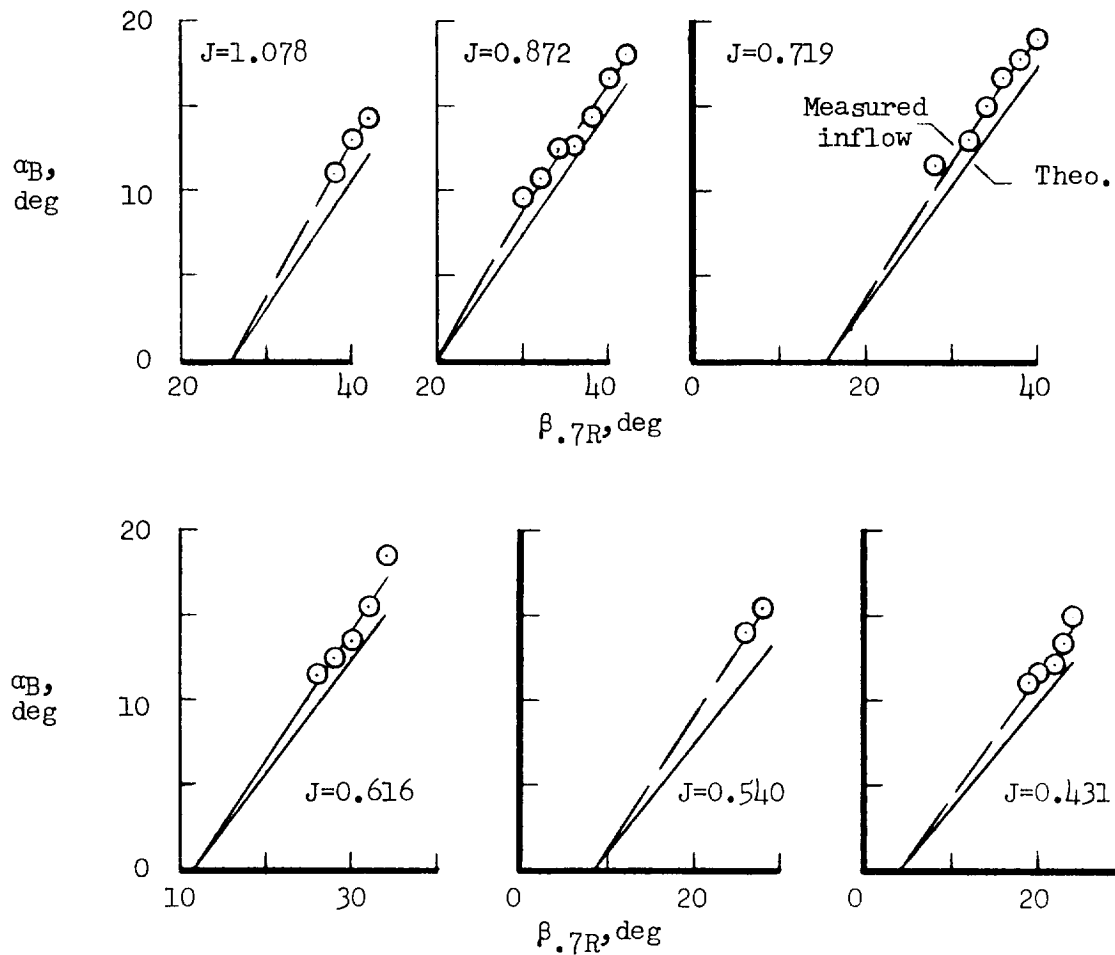 20
J=1.078
J=0.872
J=0.719
Measured
inflow
Theo.
αB,
deg
10
0
20
40
20
40
0
20
40
β.7R, deg
20
αB,
deg
10
J=0.616
J=0.540
J=0.431
0
10
30
0
20
0
20
β.7R, deg